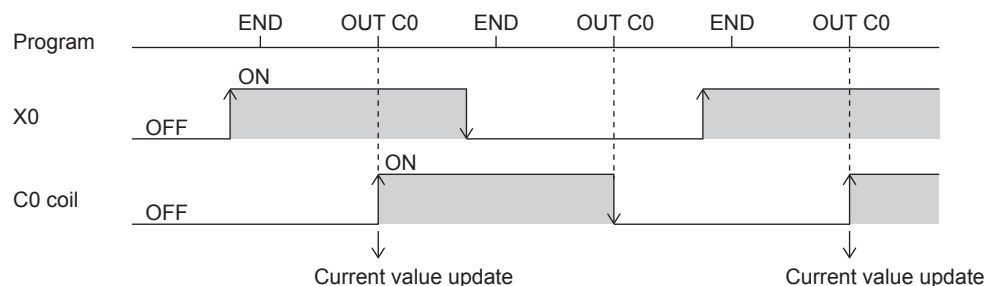 END OUT C0 END OUT C0 END OUT C0
Program
ON
X0
OFF
ON
C0 coil
OFF
Current value update Current value update